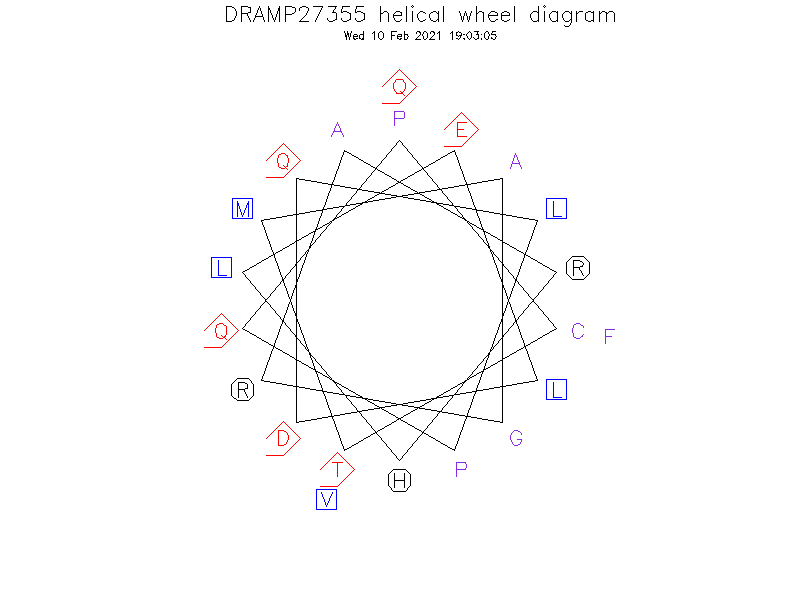 DRAMP27355 helical wheel diagram
Wed 10 Feb 2021 19:03:05
Q
A P E
Q A
M L
L R
Q C F
R L
D G
T H P
V